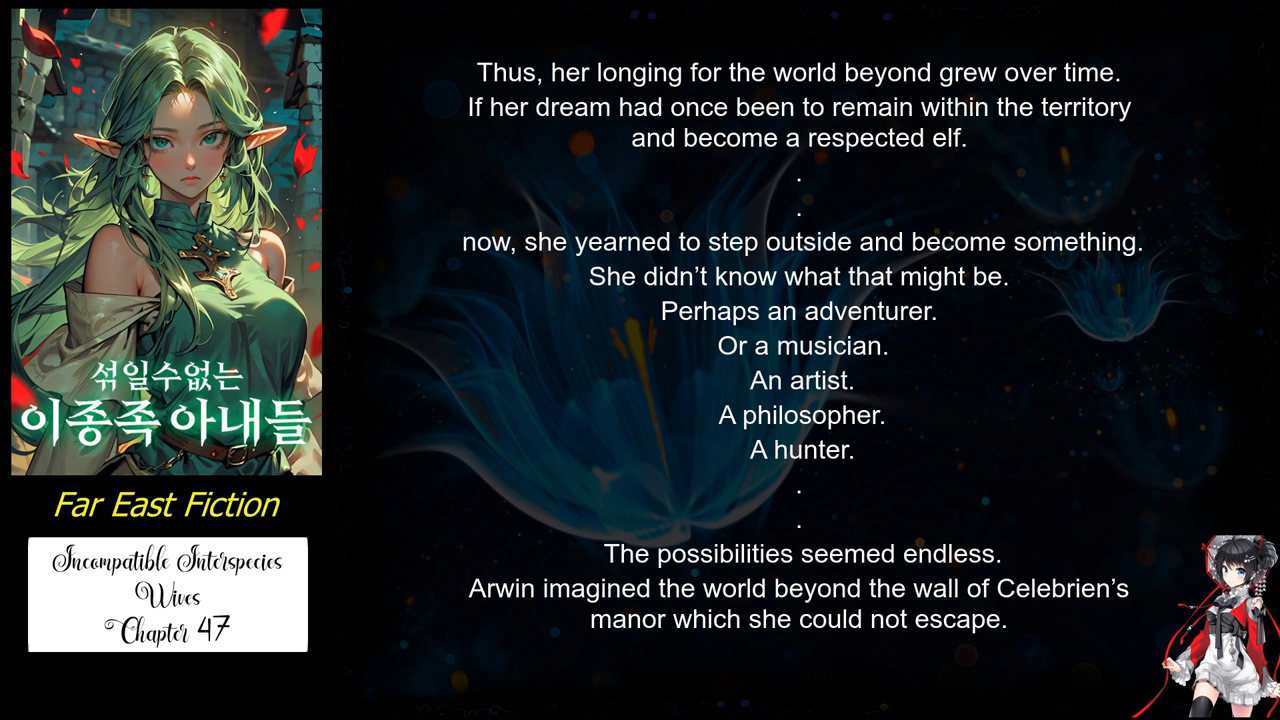 섞일수없는
이종족 아내들
Far East Fiction
Incompatible Interspecies
Wives
Chapter 47
Thus, her longing for the world beyond grew over time.
If her dream had once been to remain within the territory
and become a respected elf.
.
.
now, she yearned to step outside and become something.
She didn’t know what that might be.
Perhaps an adventurer.
Or a musician.
An artist.
A philosopher.
A hunter.
.
.
The possibilities seemed endless.
Arwin imagined the world beyond the wall of Celebrien’s
manor which she could not escape.